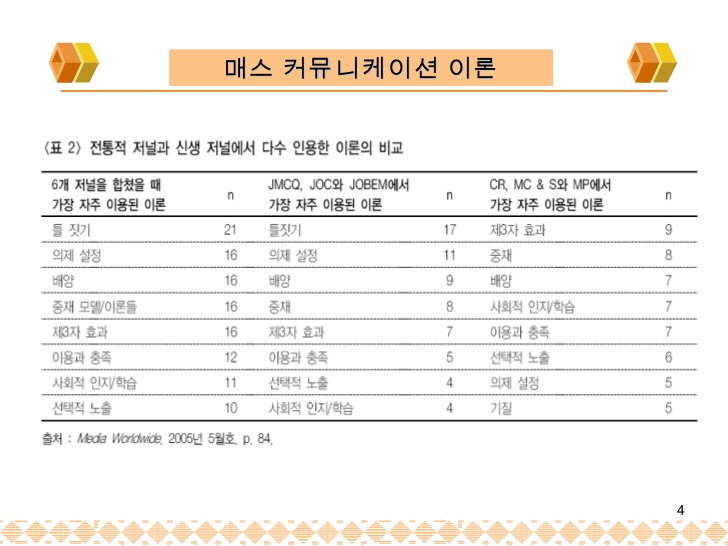 매스 커뮤니케이션 이론
〈표 2〉 전통적 저널과 신생 저널에서 다수 인용한 이론의 비교
6개 저널을 합쳤을 때 가장 자주 이용된 이론 n JMCQ, JOC와 JOBEM에서 가장 자주 이용된 이론 n CR, MC & S와 MP에서 가장 자주 이용된 이론 n
틀 짓기 21 틀짓기 17 제3자 효과 9
의제 설정 16 의제 설정 11 중재 8
배양 16 배양 9 배양 7
중재 모델/이론들 16 중재 8 사회적 인지/학습 7
제3자 효과 16 제3자 효과 7 이용과 충족 7
이용과 충족 12 이용과 충족 5 선택적 노출 6
사회적 인지/학습 11 선택적 노출 4 의제 설정 5
선택적 노출 10 사회적 인지/학습 4 기질 5
출처 : Media Worldwide, 2005년 5월호, p. 84.
4